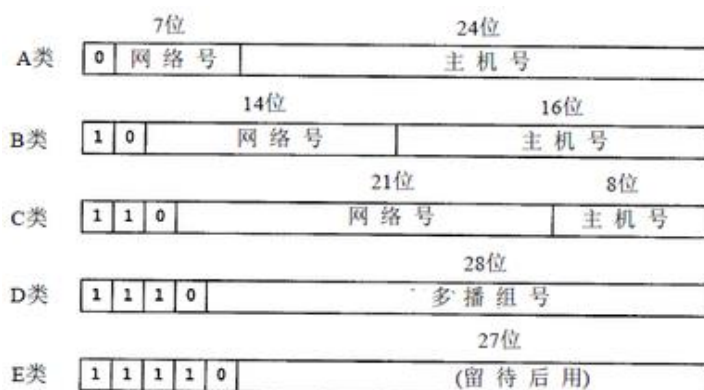 7位 24位
A类 0 网络号 主机号
14位 16位
B类 1 0 网络号 主机号
21位 8位
C类 1 1 0 网络号 主机号
28位
D类 1 1 1 0 多播组号
27位
E类 1 1 1 1 0 (留待后用)